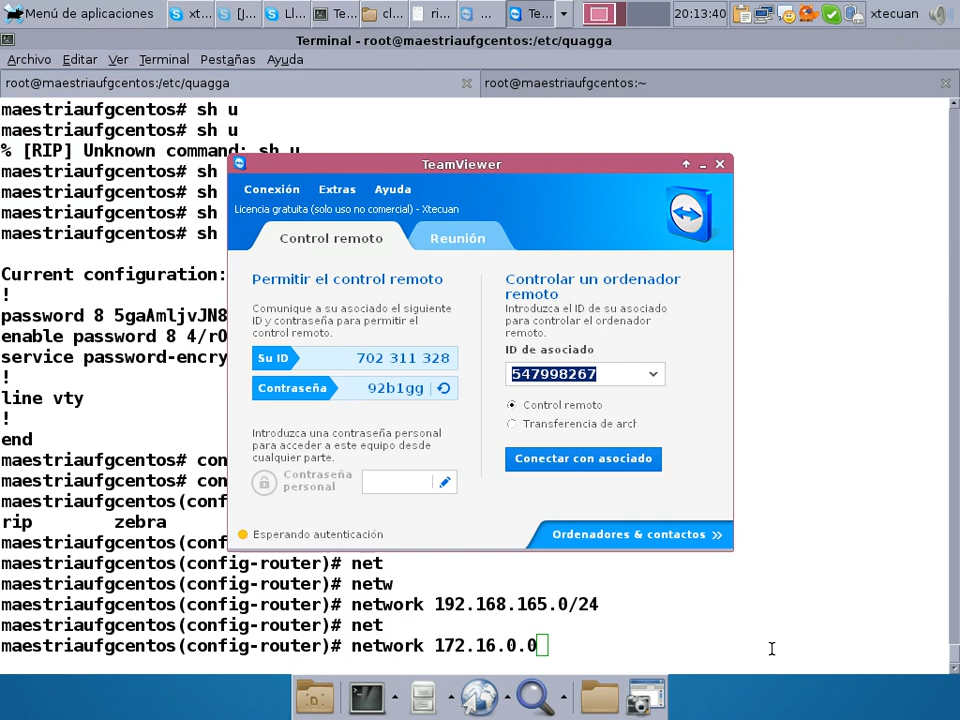 Menú de aplicaciones
xt...
[J...
Ll...
Te...
cl...
ri...
...
Te...
20:13:40
xtecuan
Terminal - root@maestriaufgcentos:/etc/quagga
Archivo Editar Ver Terminal Pestañas Ayuda
root@maestriaufgcentos:/etc/quagga
root@maestriaufgcentos:~
maestriaufgcentos# sh u
maestriaufgcentos# sh u
% [RIP] Unknown command: sh u
maestriaufgcentos# sh
maestriaufgcentos# sh
maestriaufgcentos# sh
maestriaufgcentos# sh
Current configuration:
!
password 8 5gaAmljvJN8
enable password 8 4/r0
service password-encry
!
line vty
!
end
maestriaufgcentos# con
maestriaufgcentos# con
maestriaufgcentos(conf
rip zebra
maestriaufgcentos(conf
maestriaufgcentos(config-router)# net
maestriaufgcentos(config-router)# netw
maestriaufgcentos(config-router)# network 192.168.165.0/24
maestriaufgcentos(config-router)# net
maestriaufgcentos(config-router)# network 172.16.0.0
TeamViewer
Conexión Extras Ayuda
Licencia gratuita (solo uso no comercial) - Xtecuan
Control remoto
Reunión
Permitir el control remoto
Comunique a su asociado el siguiente
ID y contraseña para permitir el
control remoto.
Su ID 702 311 328
Contraseña 92b1gg
Introduzca una contraseña personal
para acceder a este equipo desde
cualquier parte.
Contraseña
personal
Controlar un ordenador
remoto
Introduzca el ID de su asociado
para controlar el ordenador
remoto.
ID de asociado
547998267
Control remoto
Transferencia de arch
Conectar con asociado
Esperando autenticación
Ordenadores & contactos >>